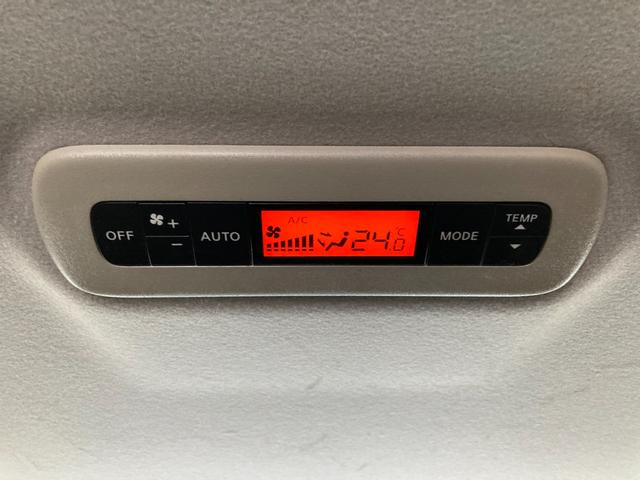 OFF
+
-
AUTO
A/C
24.0 °C
MODE
TEMP